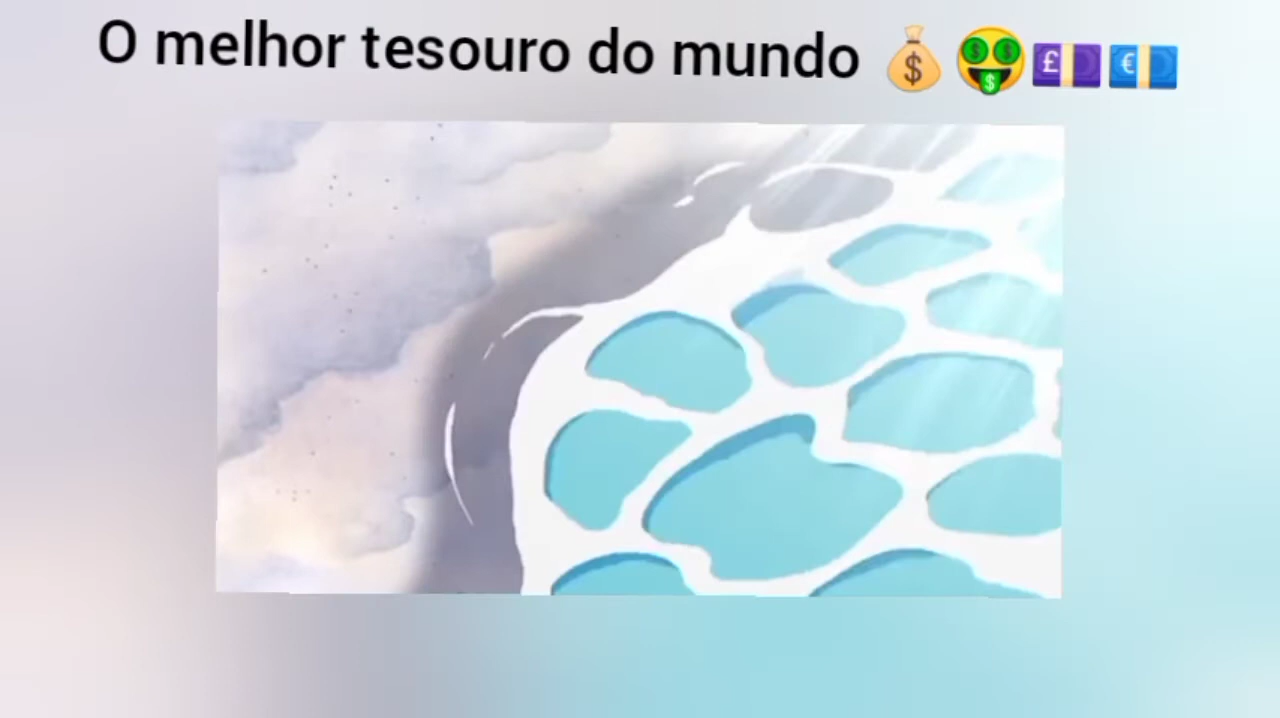 O melhor tesouro do mundo 💰🤑💷💶